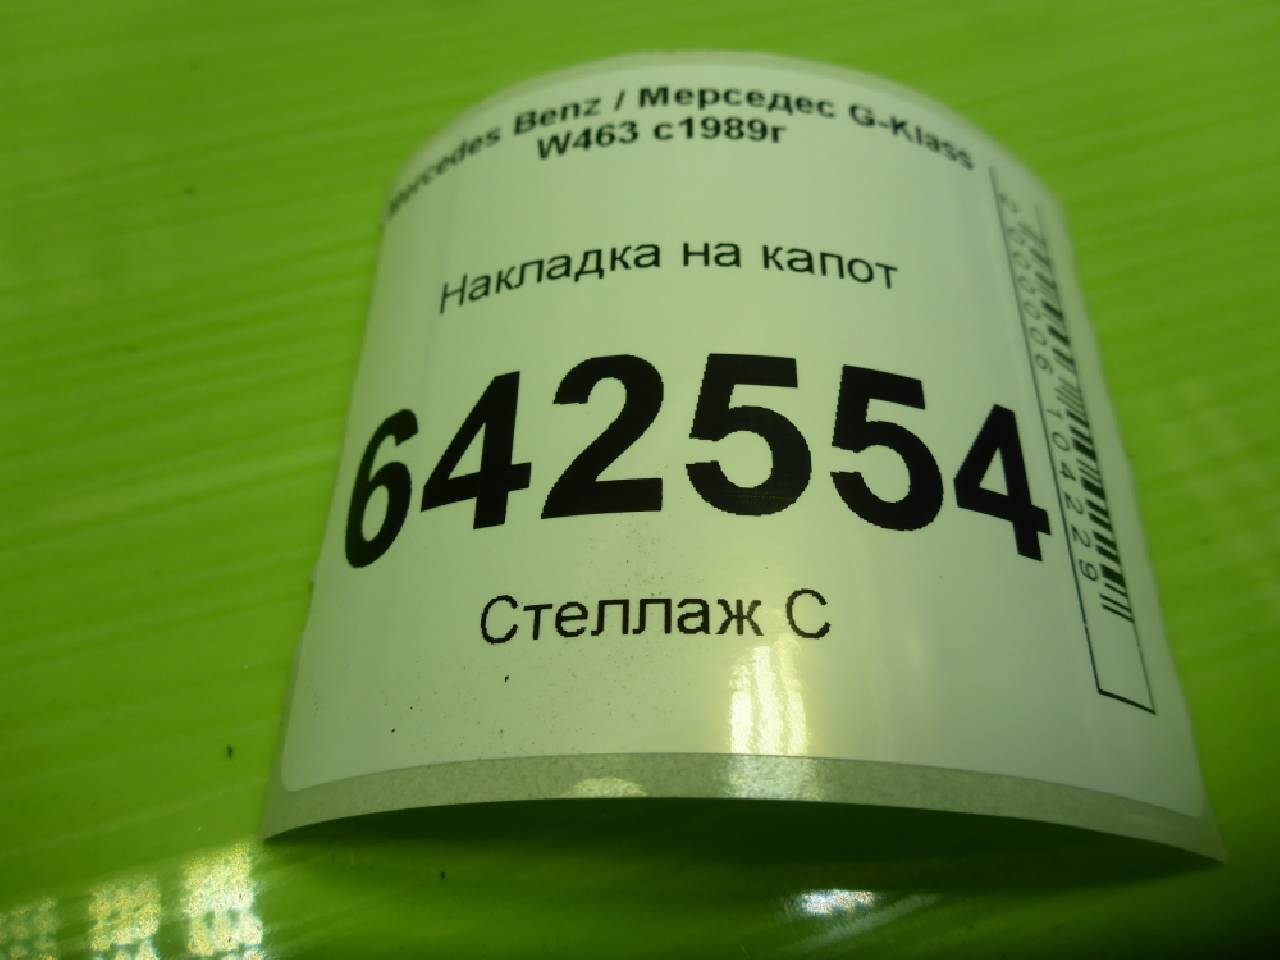 Mercedes Benz / Мерседес G-Klass
W463 с1989г
Накладка на капот
642554
Стеллаж С
2000006104229